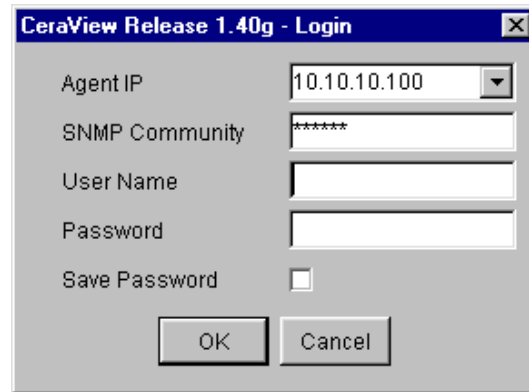 CeraView Release 1.40g - Login
Agent IP 10.10.10.100
SNMP Community ******
User Name
Password
Save Password
OK Cancel